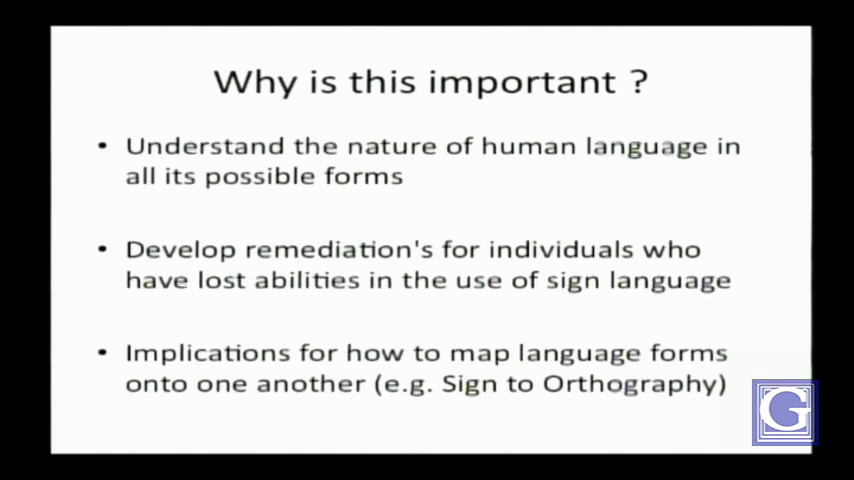 Why is this important ?
• Understand the nature of human language in
all its possible forms
• Develop remediation's for individuals who
have lost abilities in the use of sign language
• Implications for how to map language forms
onto one another (e.g. Sign to Orthography)
G